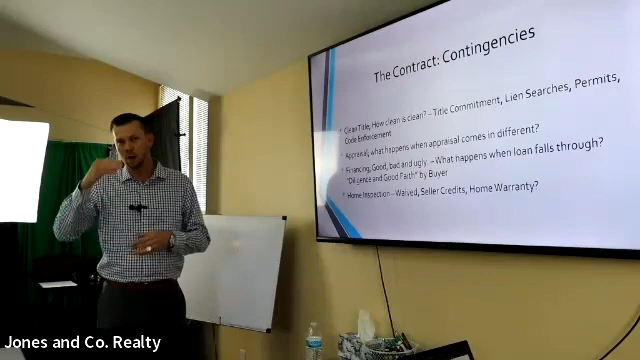 The Contract: Contingencies
Clean Title, How clean is clean? – Title Commitment, Lien Searches, Permits,
Code Enforcement
Appraisal, what happens when appraisal comes in different?
Financing, Good, bad and ugly. – What happens when loan falls through?
"Diligence and Good Faith" by Buyer
Home Inspection – Waived, Seller Credits, Home Warranty?
Jones and Co. Realty